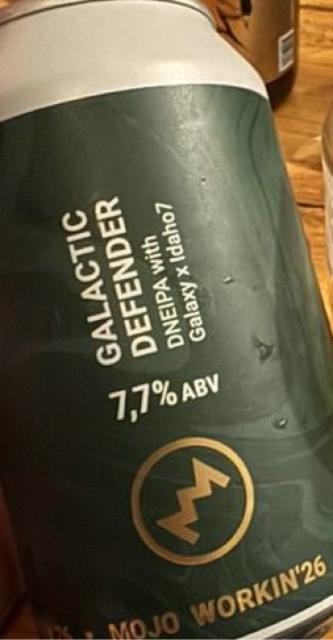 GALACTIC
DEFENDER
DNEIPA with
Galaxy x Idaho7
7,7% ABV
MOJO WORKIN'26